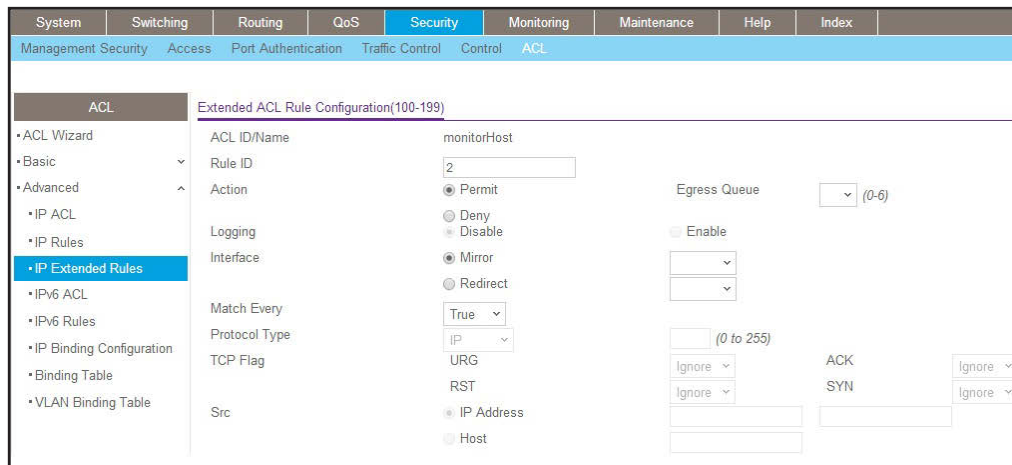 System Switching Routing QoS Security Monitoring Maintenance Help Index
Management Security Access Port Authentication Traffic Control Control ACL
ACL
ACL Wizard
Basic
Advanced
IP ACL
IP Rules
IP Extended Rules
IPv6 ACL
IPv6 Rules
IP Binding Configuration
Binding Table
VLAN Binding Table
Extended ACL Rule Configuration(100-199)
ACL ID/Name monitorHost
Rule ID 2
Action Permit Egress Queue (0-6)
Deny
Logging Disable Enable
Interface Mirror
Redirect
Match Every True
Protocol Type IP (0 to 255)
TCP Flag URG Ignore ACK Ignore
RST Ignore SYN Ignore
Src IP Address
Host